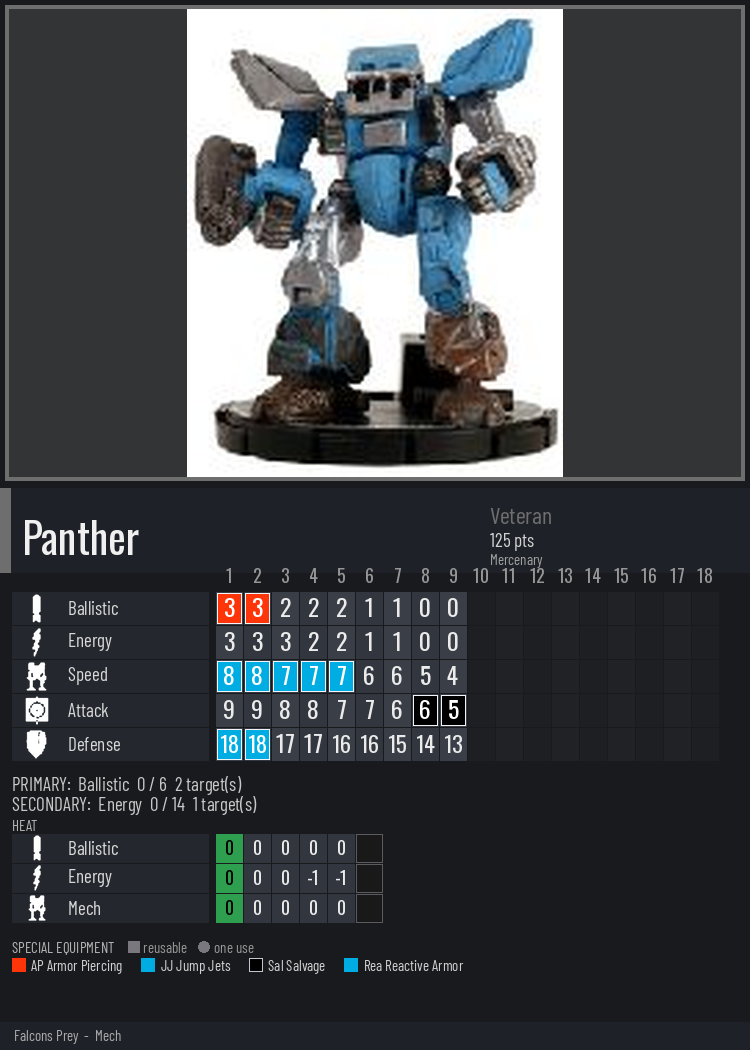 Panther
Veteran
125 pts
Mercenary
1 2 3 4 5 6 7 8 9 10 11 12 13 14 15 16 17 18
Ballistic 3 3 2 2 2 1 1 0 0
Energy 3 3 3 2 2 1 1 0 0
Speed 8 8 7 7 7 6 6 5 4
Attack 9 9 8 8 7 7 6 6 5
Defense 18 18 17 17 16 16 15 14 13
PRIMARY: Ballistic 0 / 6 2 target(s)
SECONDARY: Energy 0 / 14 1 target(s)
HEAT
Ballistic 0 0 0 0 0
Energy 0 0 0 -1 -1
Mech 0 0 0 0 0
SPECIAL EQUIPMENT reusable one use
AP Armor Piercing JJ Jump Jets Sal Salvage Rea Reactive Armor
Falcons Prey - Mech